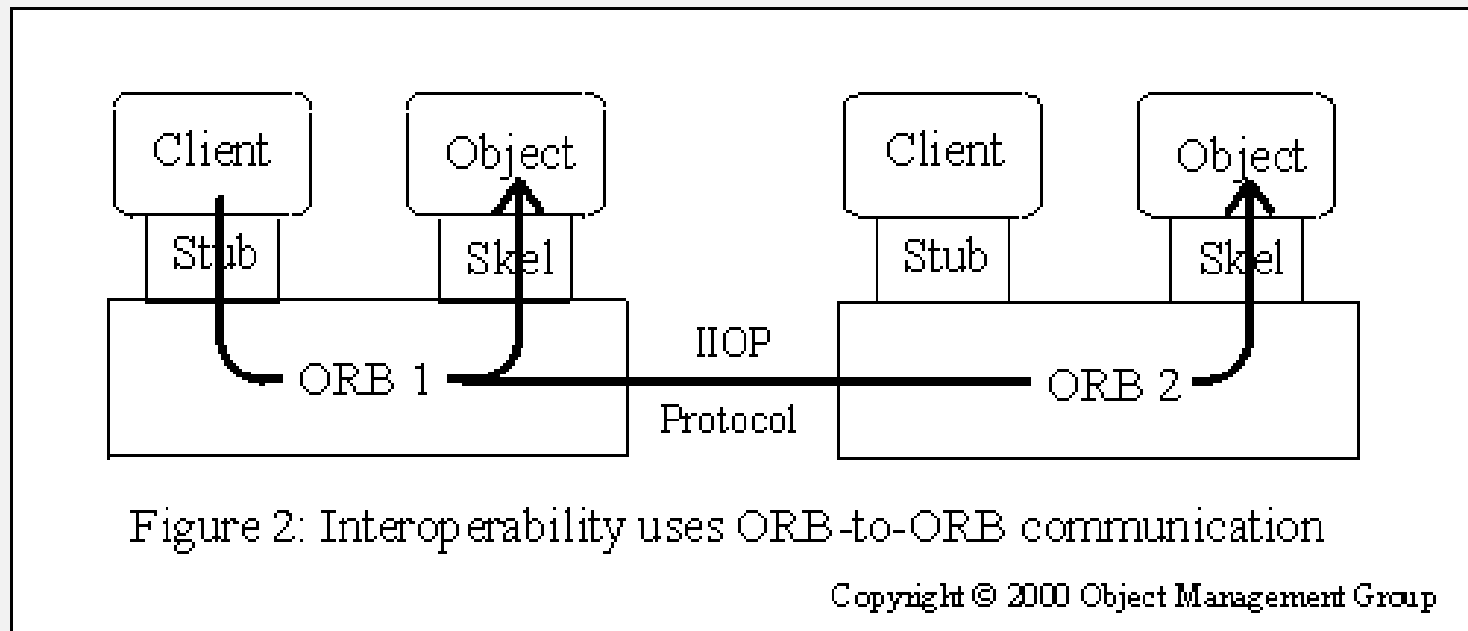 Client
Object
Client
Object
Stub
Skel
Stub
Skel
IIOP
ORB 1
ORB 2
Protocol
Figure 2: Interoperability uses ORB-to-ORB communication
Copyright © 2000 Object Management Group